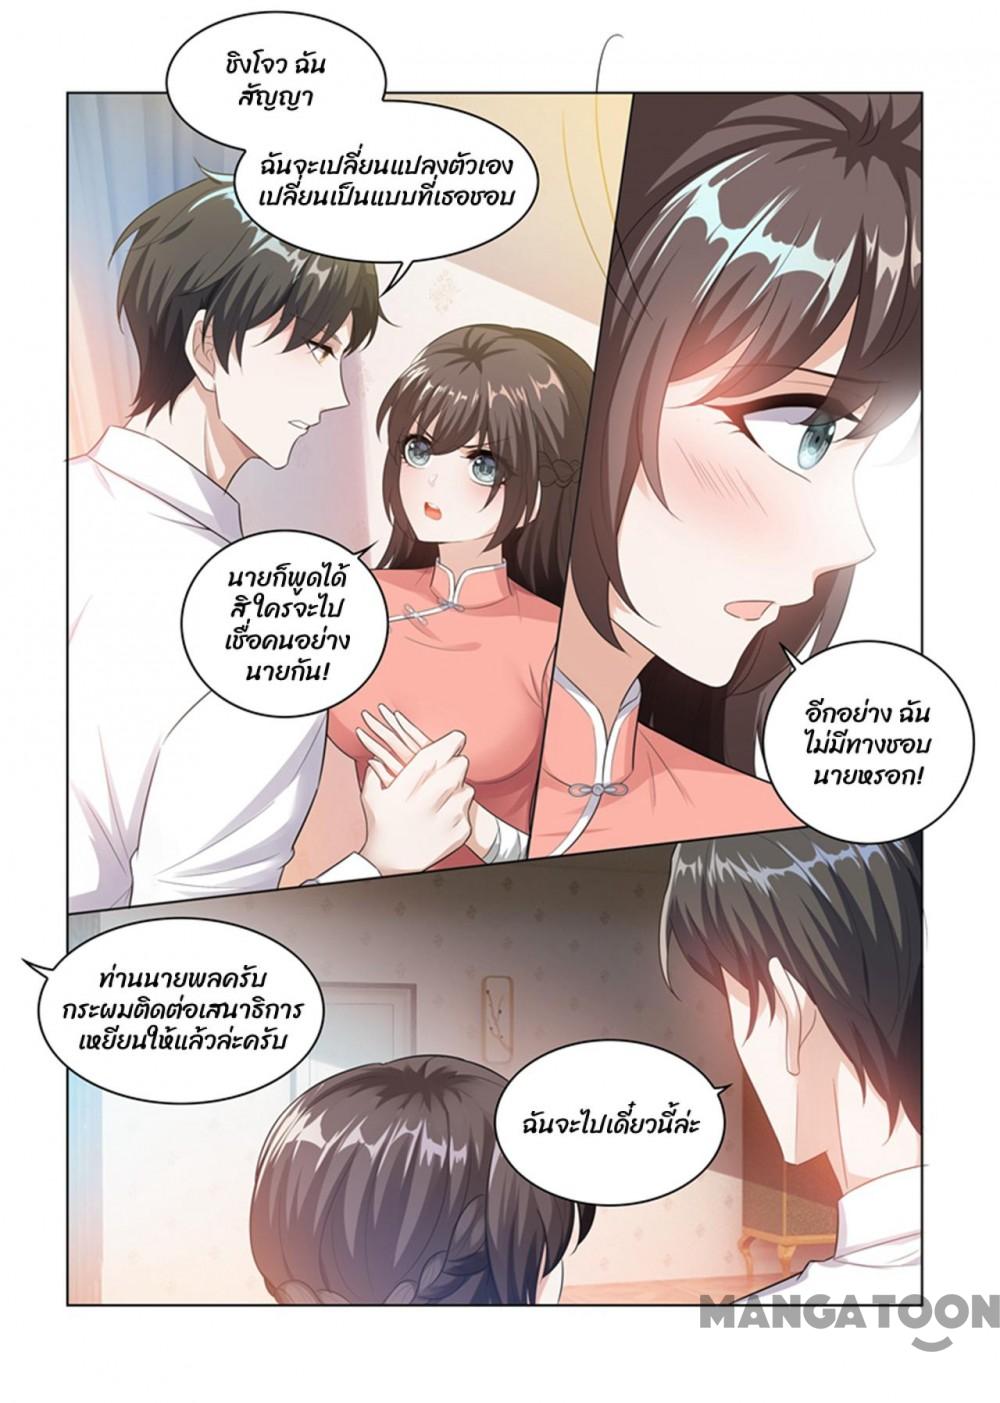 ชิงโจว ฉัน
สัญญา
ฉันจะเปลี่ยนแปลงตัวเอง
เปลี่ยนเป็นแบบที่เธอชอบ
นายก็พูดได้
สิใครจะไป
เชื่อคนอย่าง
นายกัน!
อีกอย่าง ฉัน
ไม่มีทางชอบ
นายหรอก!
ท่านนายพลครับ
กระผมติดต่อเสนาธิการ
เหยียนให้แล้วล่ะครับ
ฉันจะไปเดี๋ยวนี้ล่ะ
MANGATOON